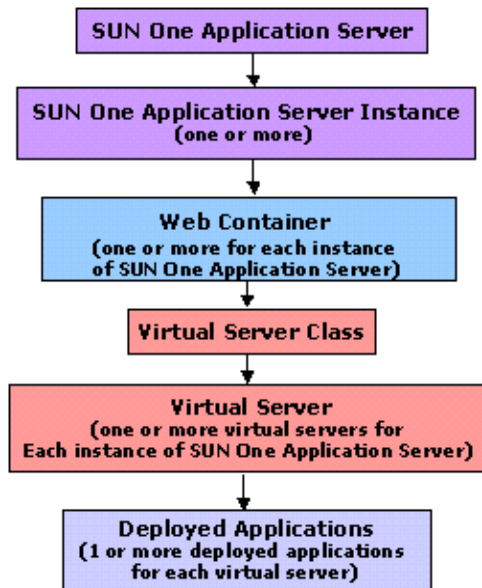 SUN One Application Server
SUN One Application Server Instance
(one or more)
Web Container
(one or more for each instance
of SUN One Application Server)
Virtual Server Class
Virtual Server
(one or more virtual servers for
Each instance of SUN One Application Server)
Deployed Applications
(1 or more deployed applications
for each virtual server)